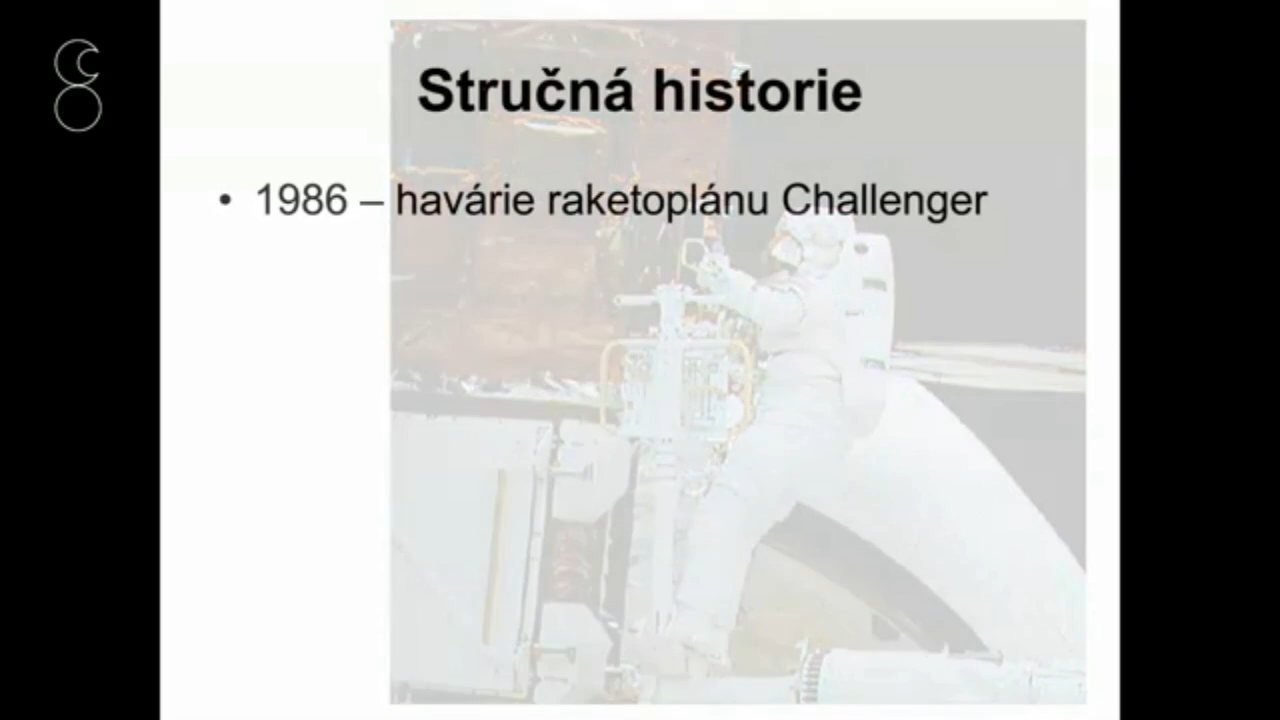 Stručná historie
• 1986 – havárie raketoplánu Challenger